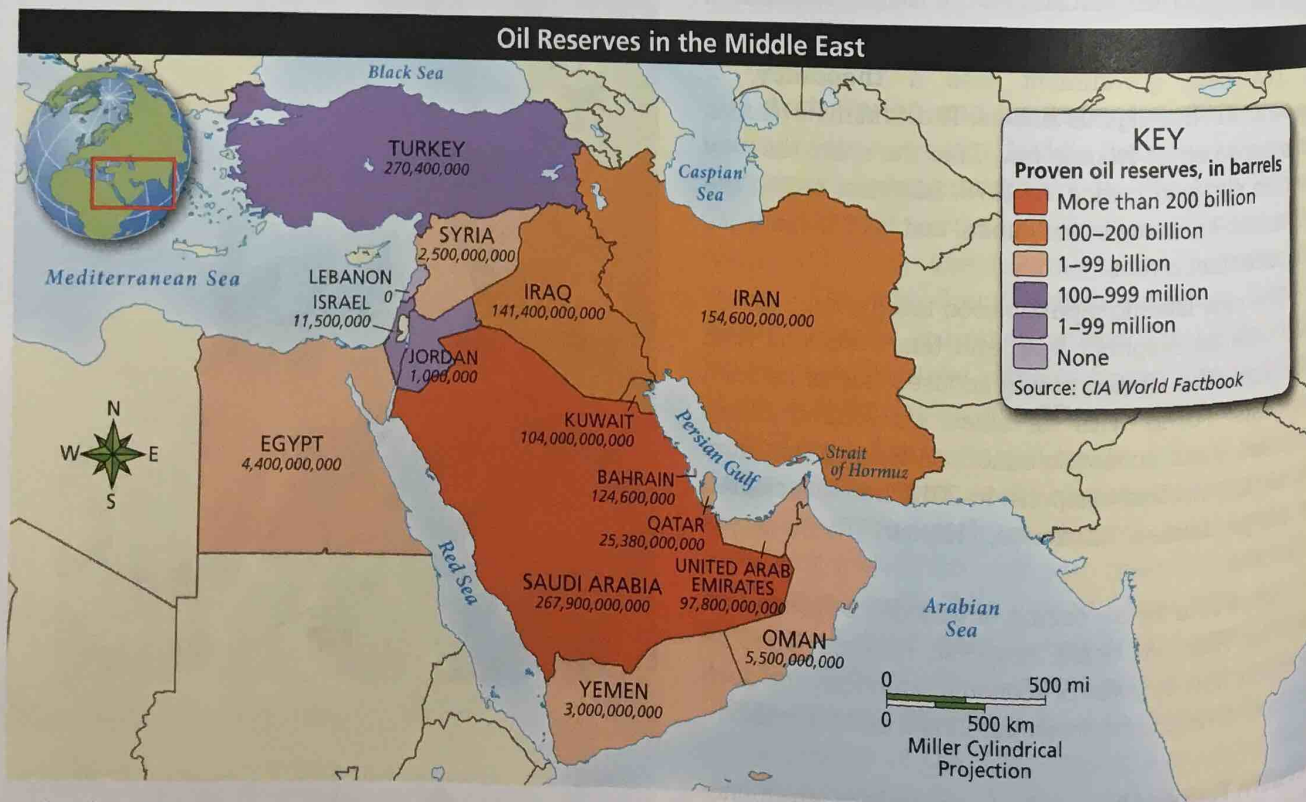 Oil Reserves in the Middle East
Black Sea
TURKEY
270,400,000
Caspian
Sea
KEY
Proven oil reserves, in barrels
More than 200 billion
100–200 billion
1–99 billion
100–999 million
1–99 million
None
Source: CIA World Factbook
Mediterranean Sea
SYRIA
2,500,000,000
LEBANON
0
ISRAEL
11,500,000
IRAQ
141,400,000,000
IRAN
154,600,000,000
JORDAN
1,000,000
N
W E
S
EGYPT
4,400,000,000
KUWAIT
104,000,000,000
Persian Gulf
Strait
of Hormuz
BAHRAIN
124,600,000
QATAR
25,380,000,000
Red Sea
SAUDI ARABIA
267,900,000,000
UNITED ARAB
EMIRATES
97,800,000,000
Arabian
Sea
OMAN
5,500,000,000
YEMEN
3,000,000,000
0 500 mi
0 500 km
Miller Cylindrical
Projection